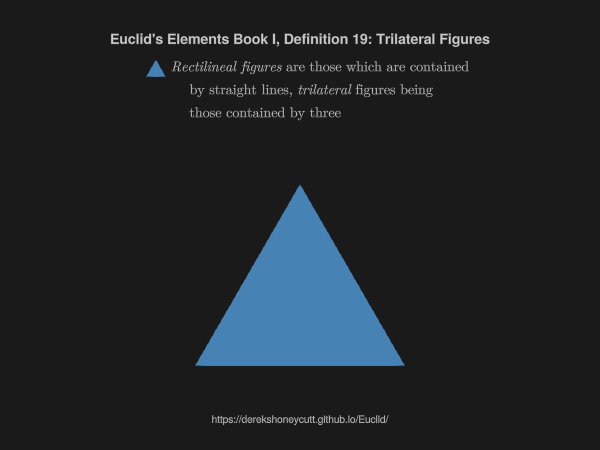 Euclid's Elements Book I, Definition 19: Trilateral Figures
Rectilineal figures are those which are contained
by straight lines, trilateral figures being
those contained by three
https://derekshoneycutt.github.io/Euclid/